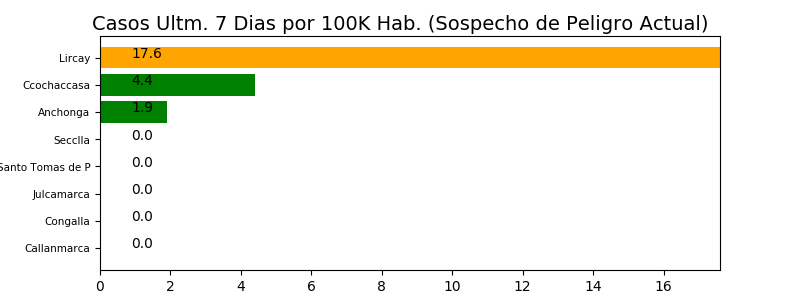 Casos Ultm. 7 Dias por 100K Hab. (Sospecho de Peligro Actual)
Lircay 17.6
Ccochaccasa 4.4
Anchonga 1.9
Secclla 0.0
Santo Tomas de P 0.0
Julcamarca 0.0
Congalla 0.0
Callanmarca 0.0
0 2 4 6 8 10 12 14 16